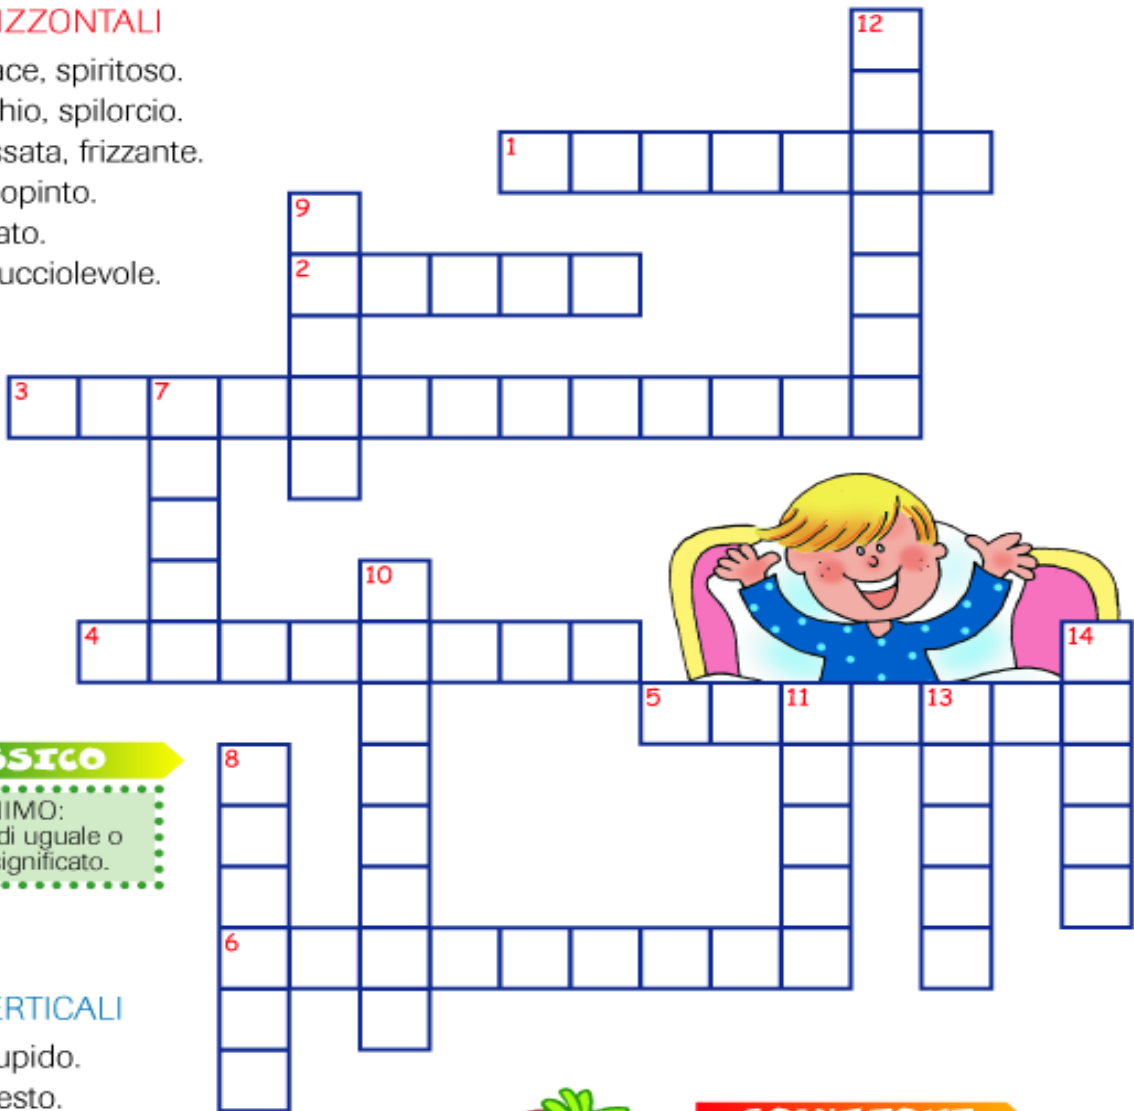 IZZONTALI
ace, spiritoso.
hio, spilorcio.
ssata, frizzante.
opinto.
ato.
ucciolevole.
12
1
9
2
3
7
10
4
14
5
11
13
8
SSICO
IMO:
di uguale o
significato.
6
ERTICALI
upido.
esto.